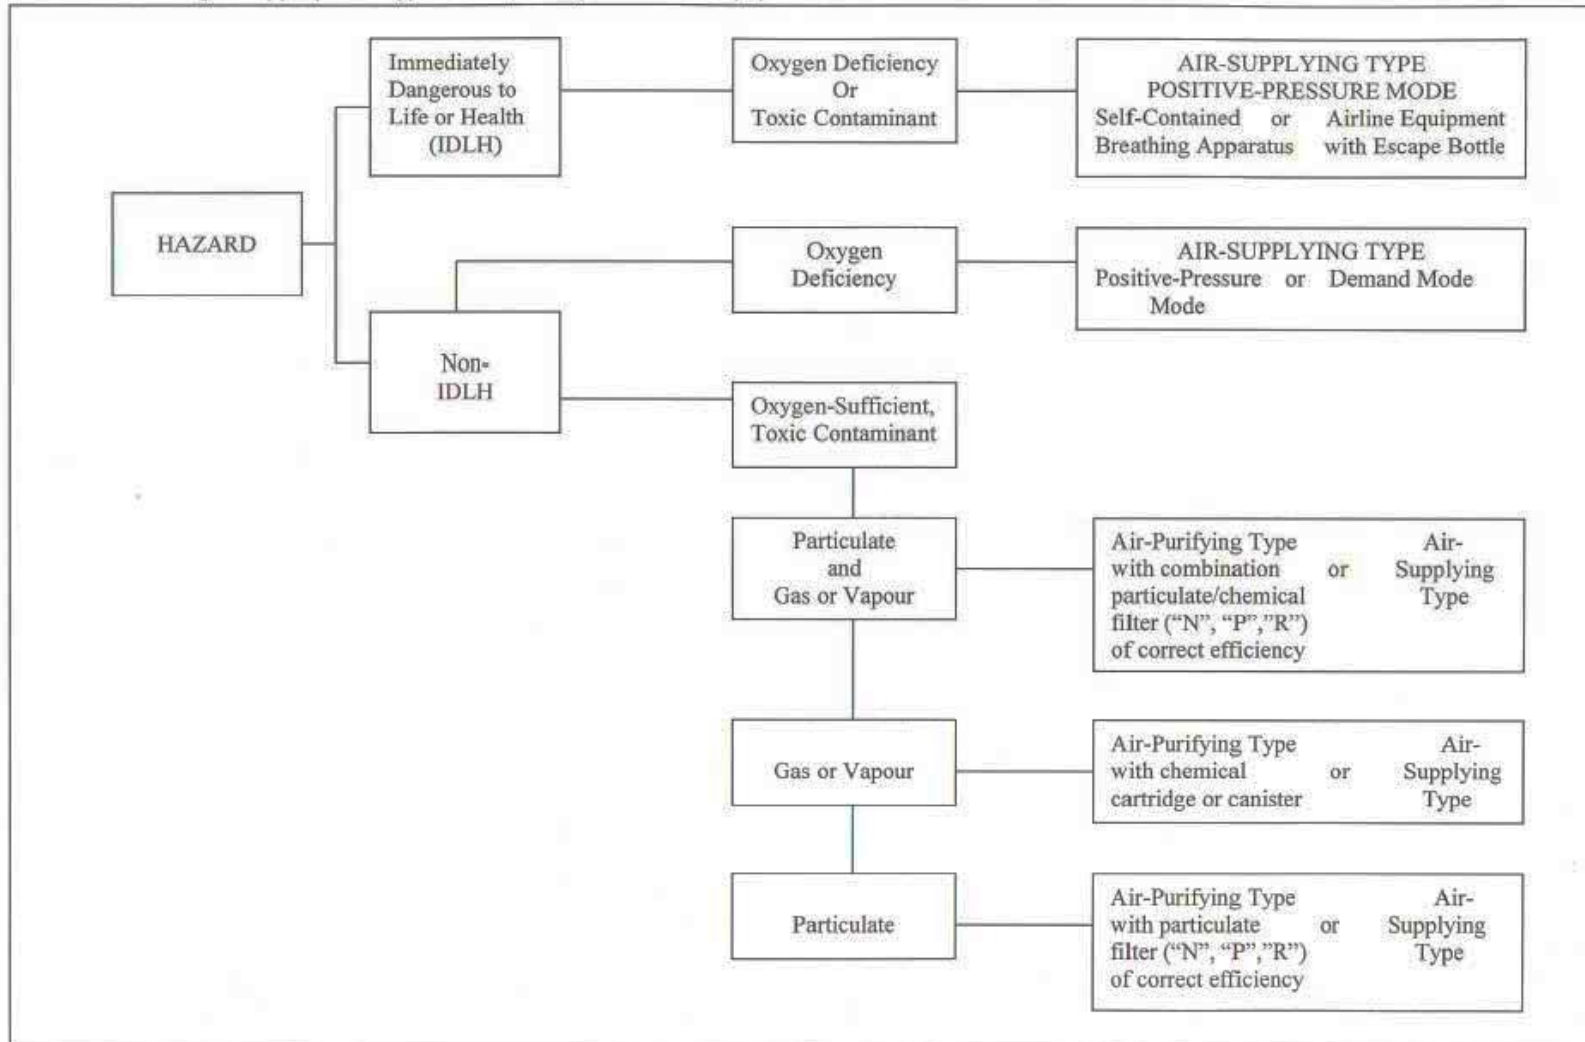 Immediately
Dangerous to
Life or Health
(IDLH)
Oxygen Deficiency
Or
Toxic Contaminant
AIR-SUPPLYING TYPE
POSITIVE-PRESSURE MODE
Self-Contained or Airline Equipment
Breathing Apparatus with Escape Bottle
HAZARD
Oxygen
Deficiency
AIR-SUPPLYING TYPE
Positive-Pressure or Demand Mode
Mode
Non-
IDLH
Oxygen-Sufficient,
Toxic Contaminant
Particulate
and
Gas or Vapour
Air-Purifying Type Air-
with combination or Supplying
particulate/chemical Type
filter ("N", "P","R")
of correct efficiency
Gas or Vapour
Air-Purifying Type Air-
with chemical or Supplying
cartridge or canister Type
Particulate
Air-Purifying Type Air-
with particulate or Supplying
filter ("N", "P","R") Type
of correct efficiency